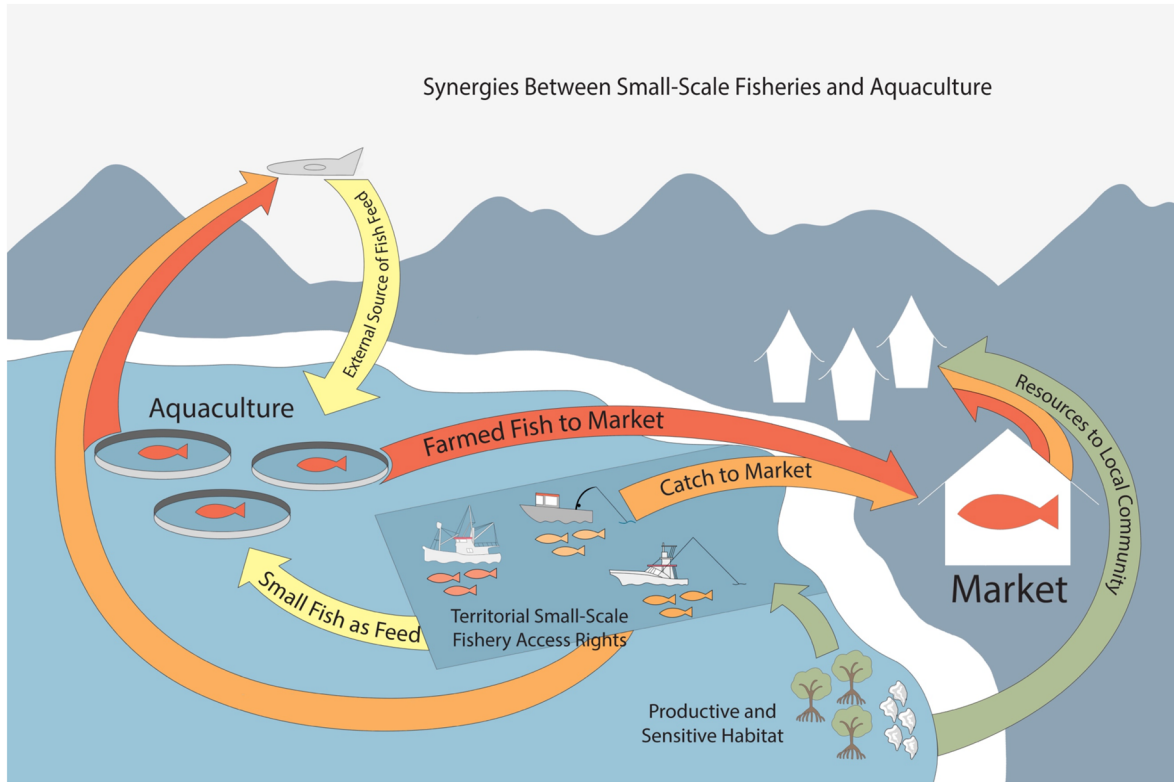 Synergies Between Small-Scale Fisheries and Aquaculture
External Source of Fish Feed
Aquaculture
Farmed Fish to Market
Catch to Market
Resources to Local Community
Small Fish as Feed
Territorial Small-Scale
Fishery Access Rights
Market
Productive and
Sensitive Habitat